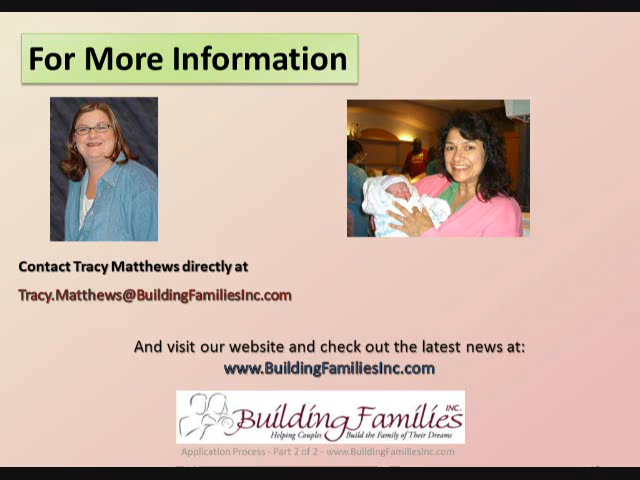 For More Information
Contact Tracy Matthews directly at
Tracy.Matthews@BuildingFamiliesInc.com
And visit our website and check out the latest news at:
www.BuildingFamiliesInc.com
Building Families INC.
Helping Couples Build the Family of Their Dreams
Application Process - Part 2 of 2 - www.BuildingFamiliesInc.com